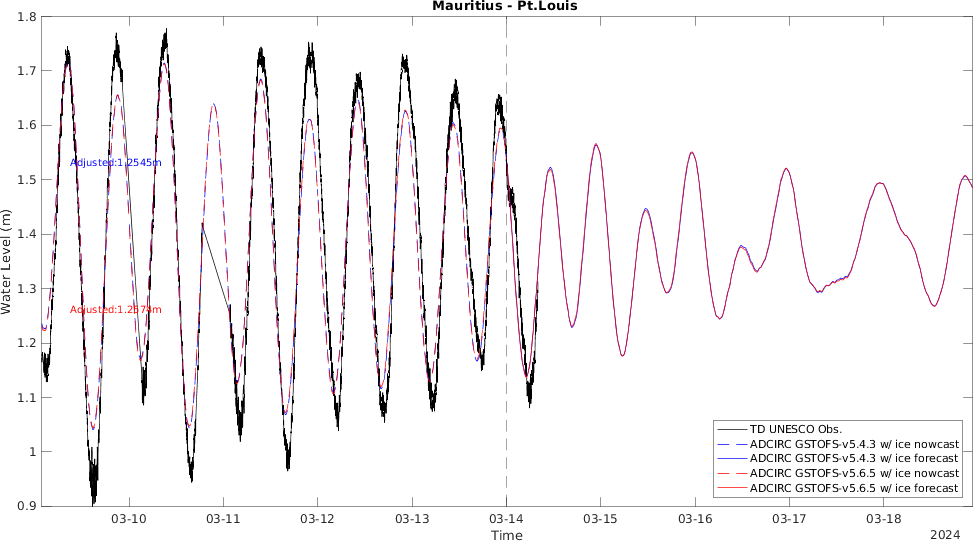 Mauritius - Pt.Louis
1.8
1.7
1.6
1.5
1.4
1.3
1.2
1.1
1
0.9
Water Level (m)
Adjusted:1.2545m
Adjusted:1.2574m
TD UNESCO Obs.
ADCIRC GSTOFS-v5.4.3 w/ ice nowcast
ADCIRC GSTOFS-v5.4.3 w/ ice forecast
ADCIRC GSTOFS-v5.6.5 w/ ice nowcast
ADCIRC GSTOFS-v5.6.5 w/ ice forecast
03-10 03-11 03-12 03-13 03-14 03-15 03-16 03-17 03-18
Time
2024